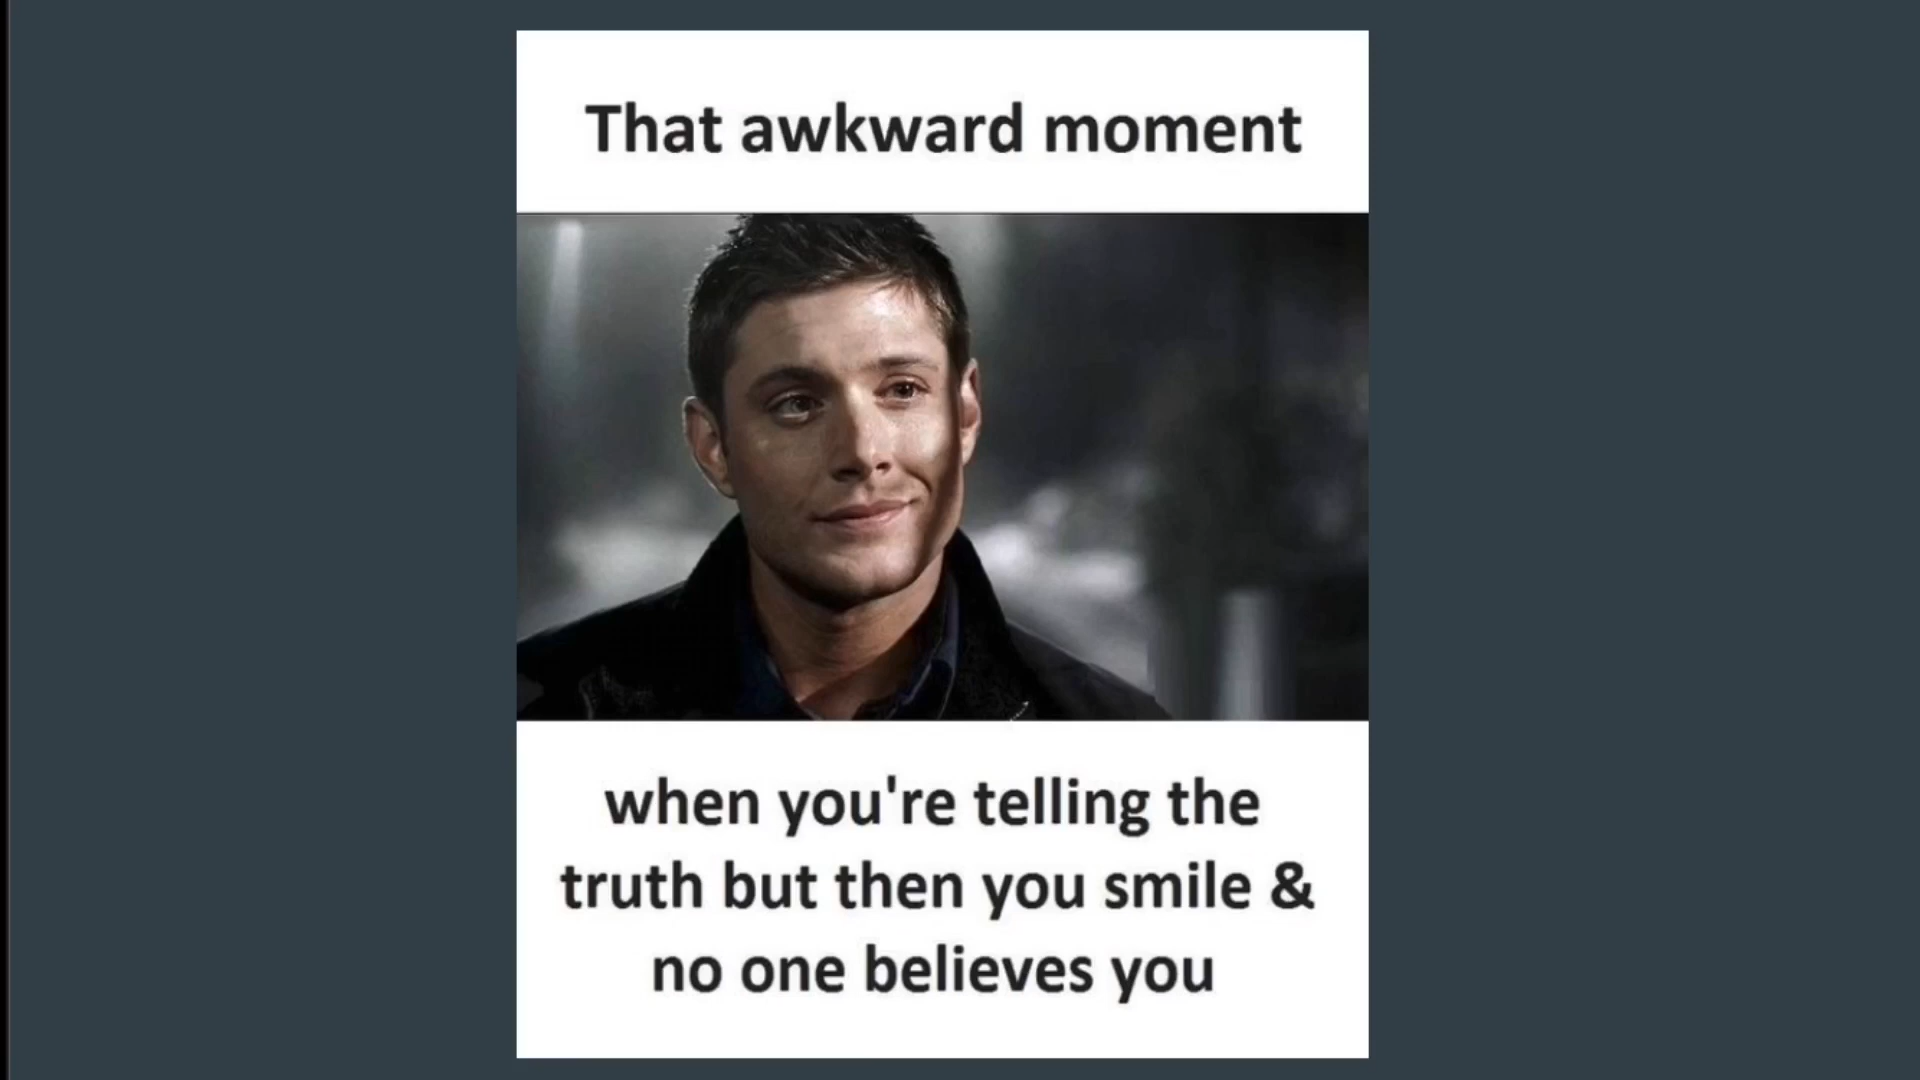 That awkward moment
when you're telling the
truth but then you smile &
no one believes you